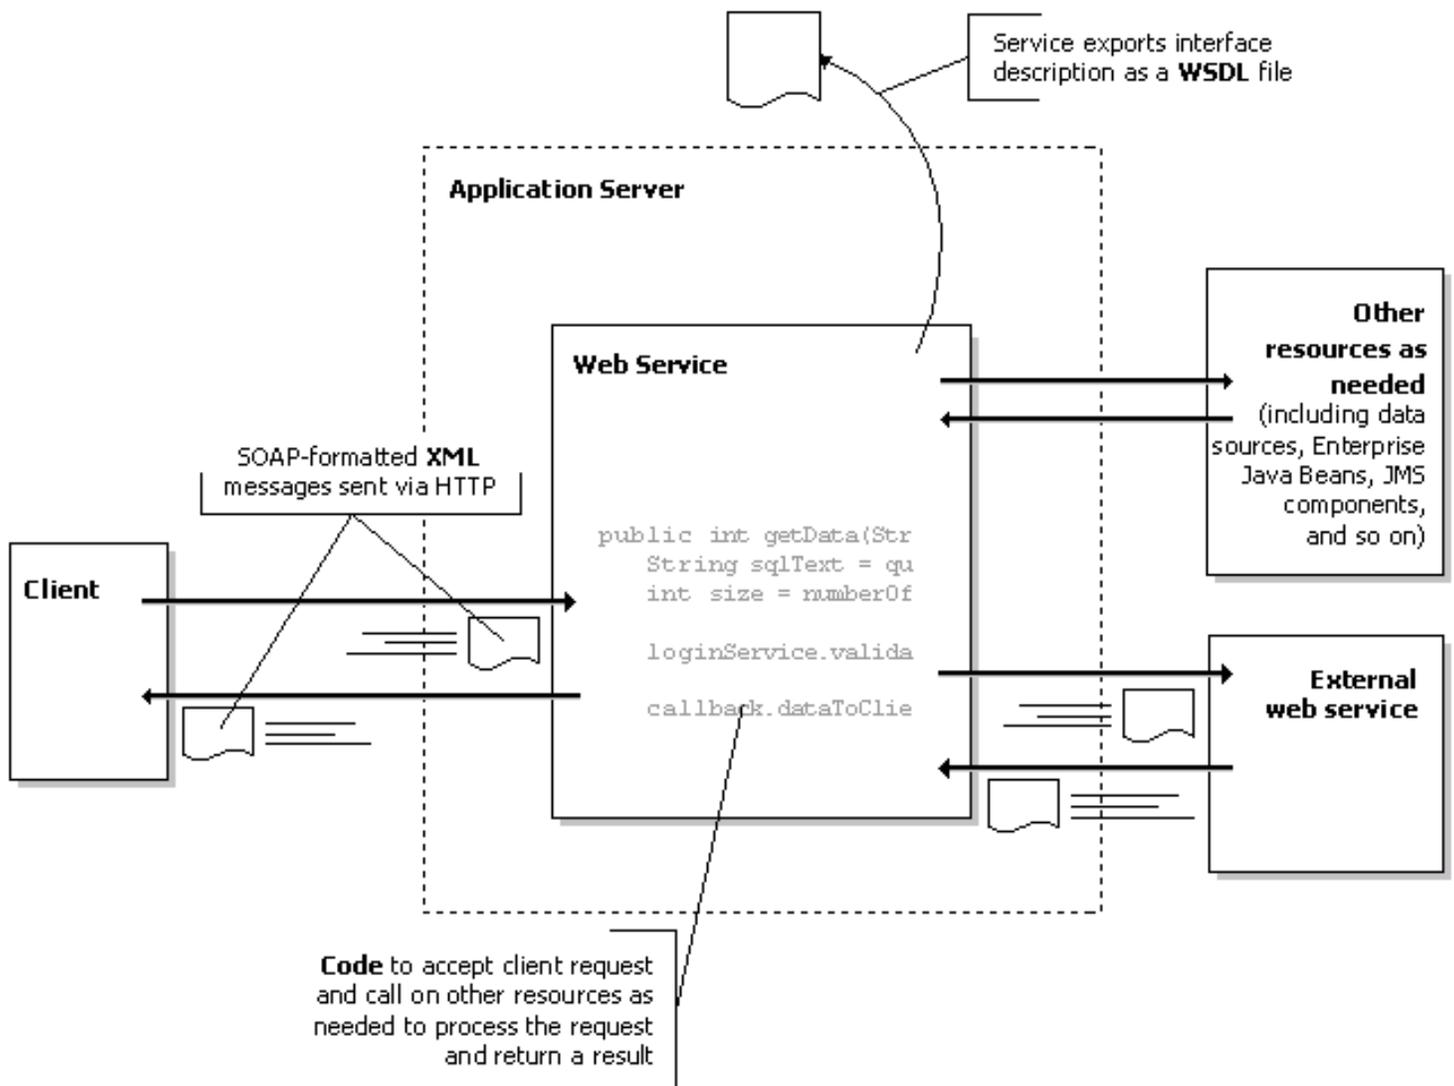 Service exports interface
description as a WSDL file
Application Server
Other
resources as
needed
(including data
sources, Enterprise
Java Beans, JMS
components,
and so on)
Web Service
SOAP-formatted XML
messages sent via HTTP
public int getData(Str
String sqlText = qu
int size = numberOf
loginService.valida
callback.dataToClie
Client
External
web service
Code to accept client request
and call on other resources as
needed to process the request
and return a result